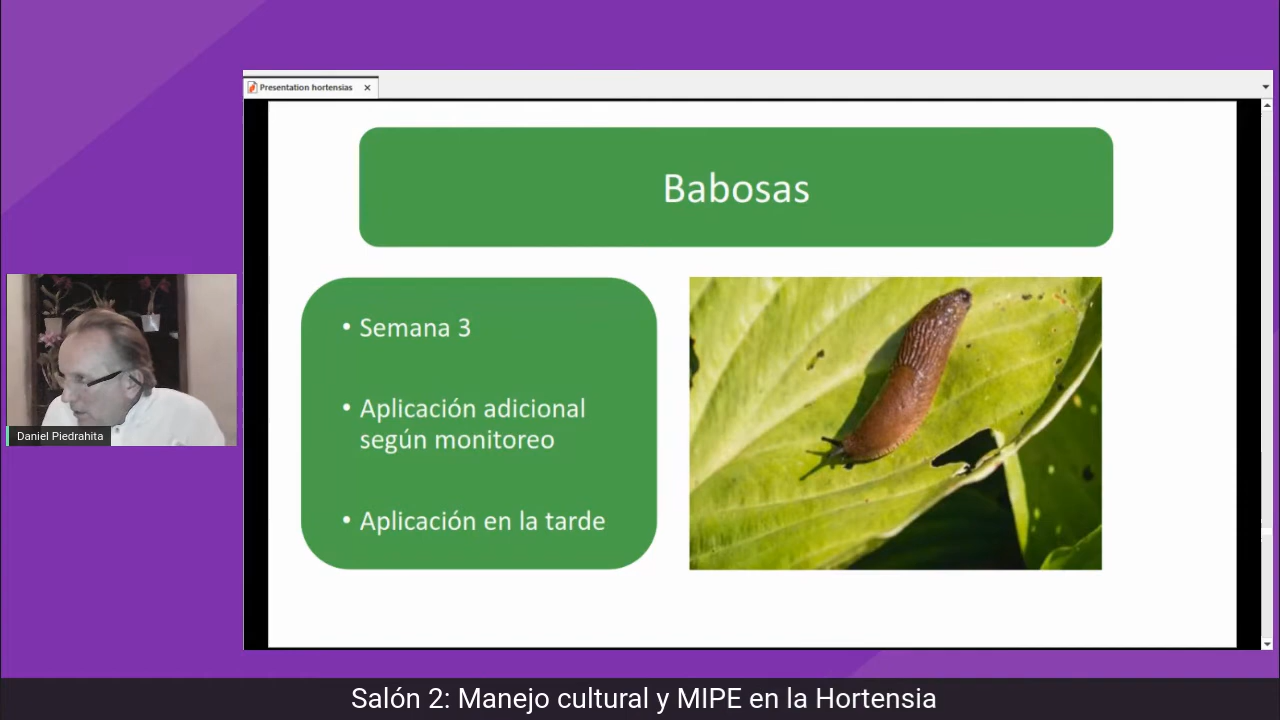 Presentation hortensias
Babosas
• Semana 3
• Aplicación adicional
según monitoreo
• Aplicación en la tarde
Daniel Piedrahita
Salón 2: Manejo cultural y MIPE en la Hortensia